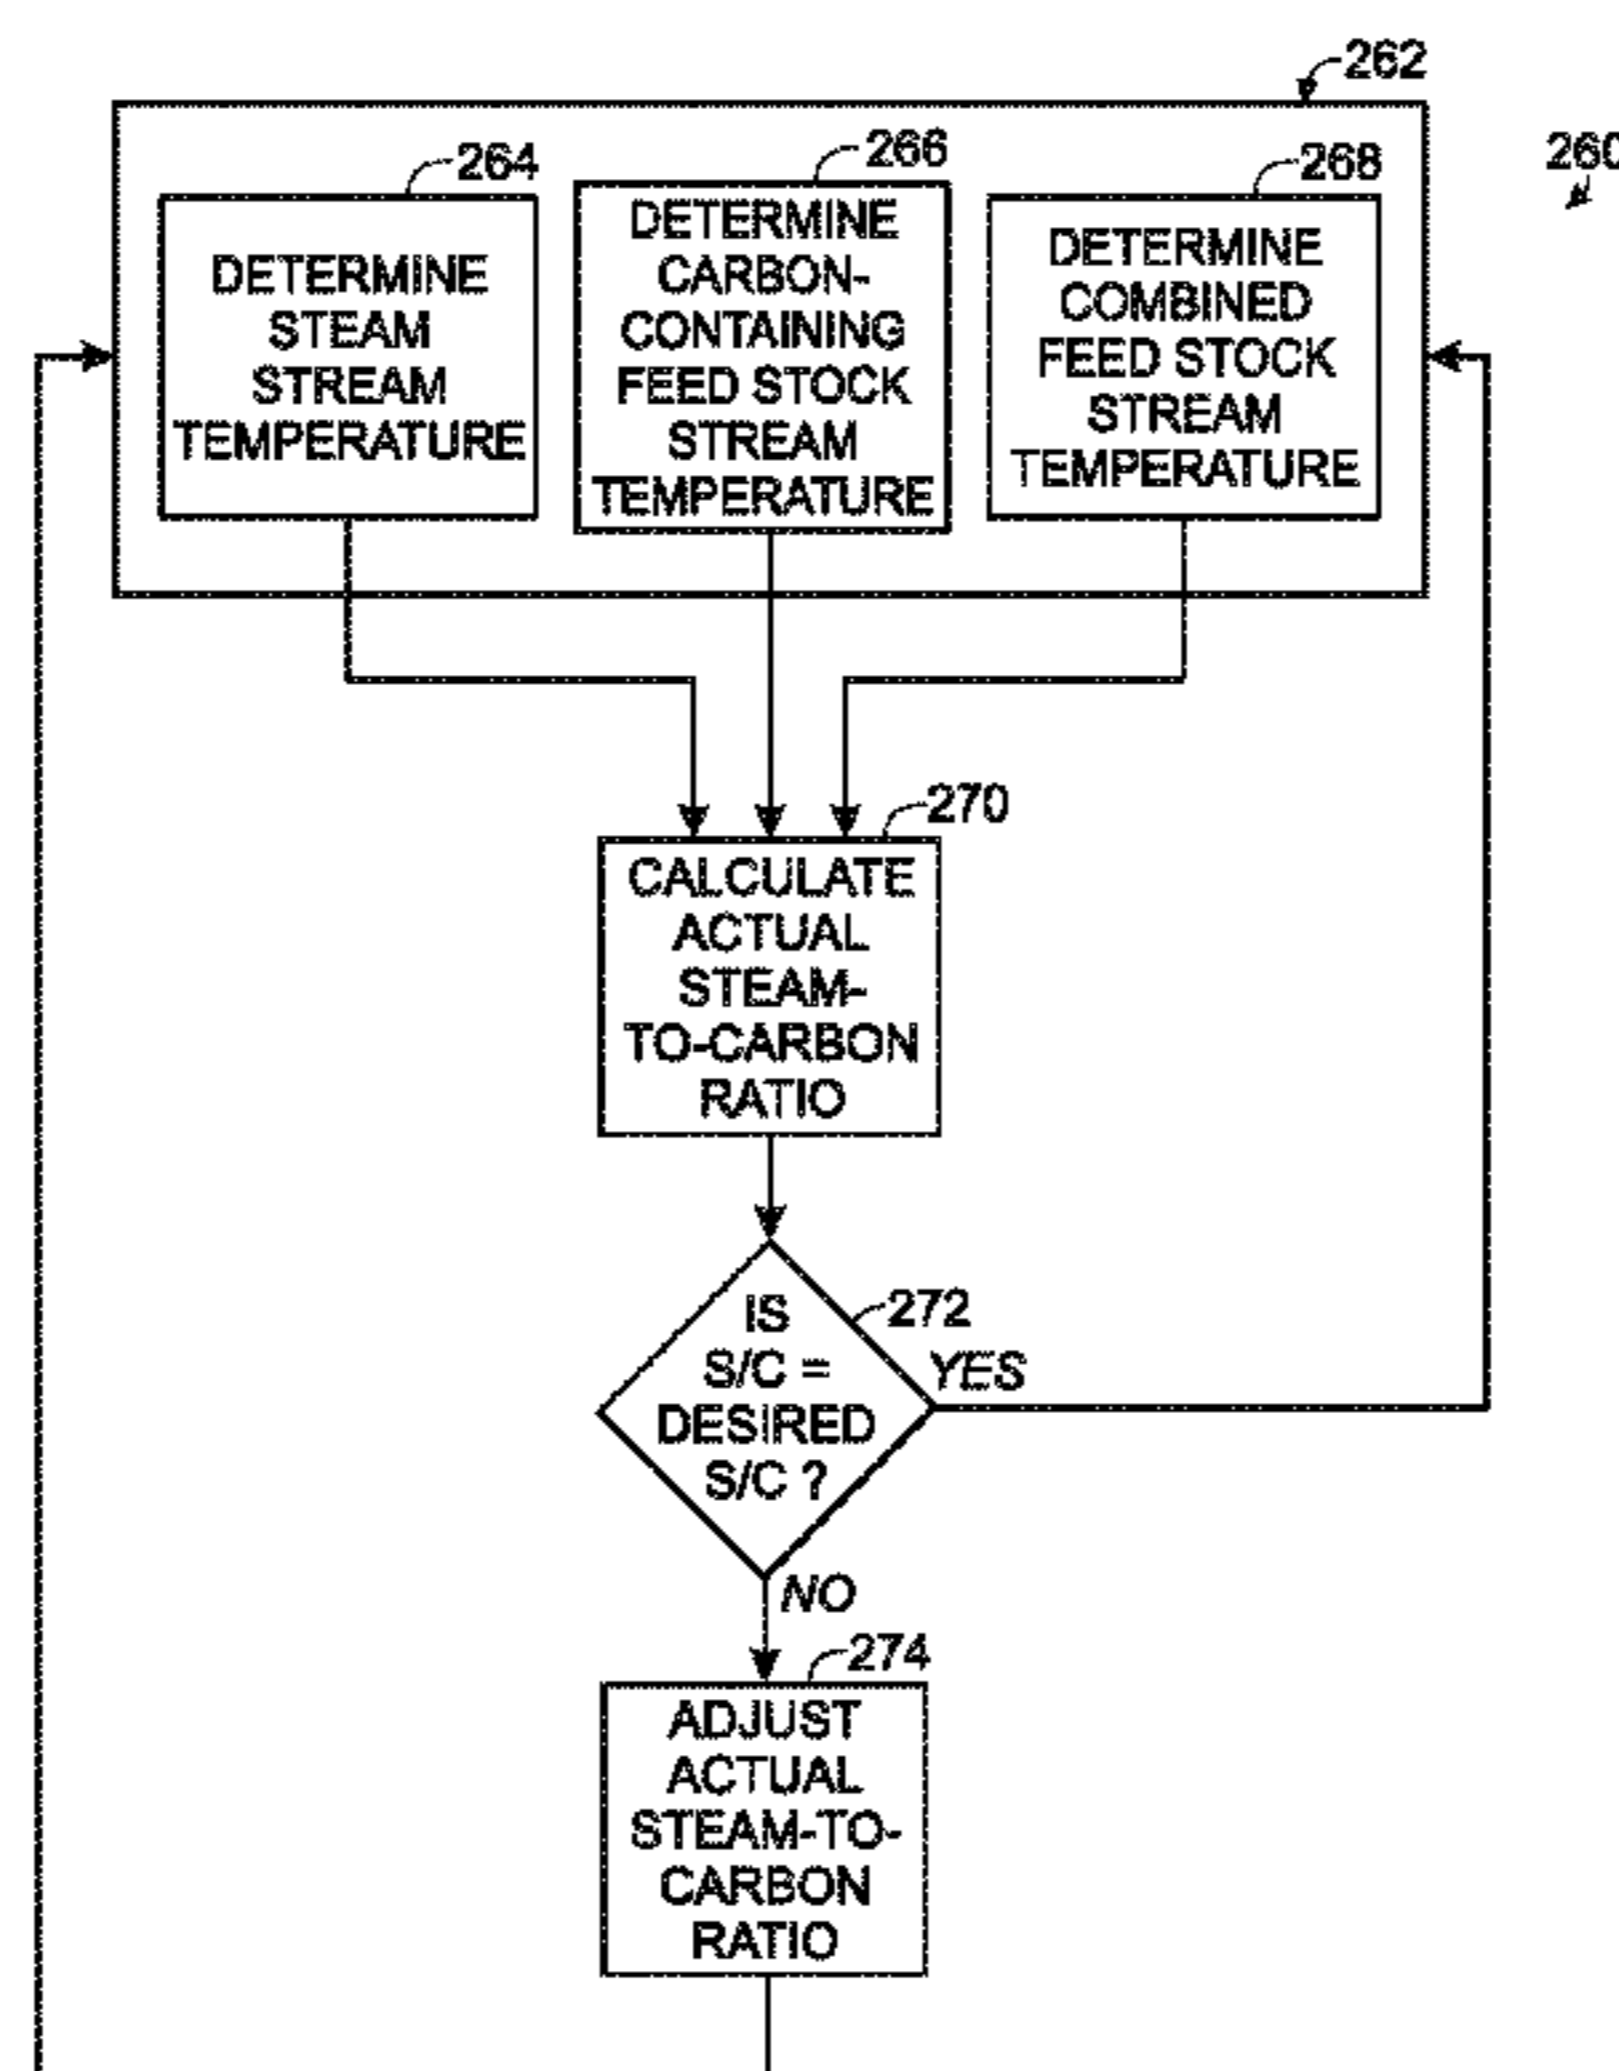 262
260
264
DETERMINE
STEAM
STREAM
TEMPERATURE
266
DETERMINE
CARBON-
CONTAINING
FEED STOCK
STREAM
TEMPERATURE
268
DETERMINE
COMBINED
FEED STOCK
STREAM
TEMPERATURE
270
CALCULATE
ACTUAL
STEAM-
TO-CARBON
RATIO
272
IS
S/C =
DESIRED
S/C ?
YES
NO
274
ADJUST
ACTUAL
STEAM-TO-
CARBON
RATIO